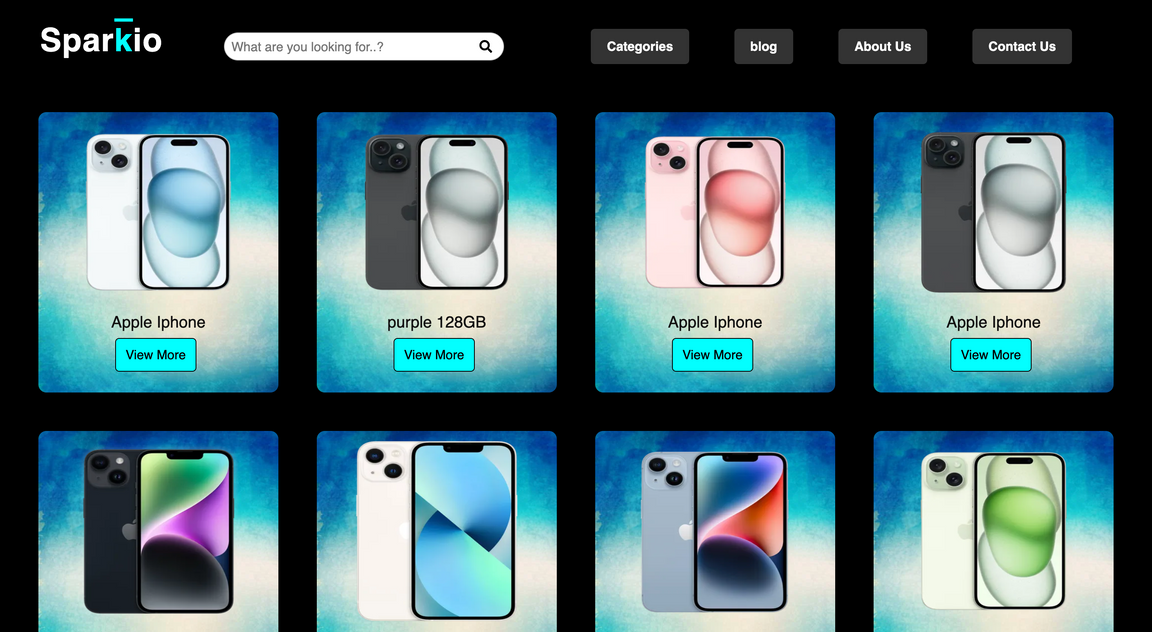 Sparkio
What are you looking for..?
Categories
blog
About Us
Contact Us
Apple Iphone
purple 128GB
Apple Iphone
Apple Iphone
View More
View More
View More
View More